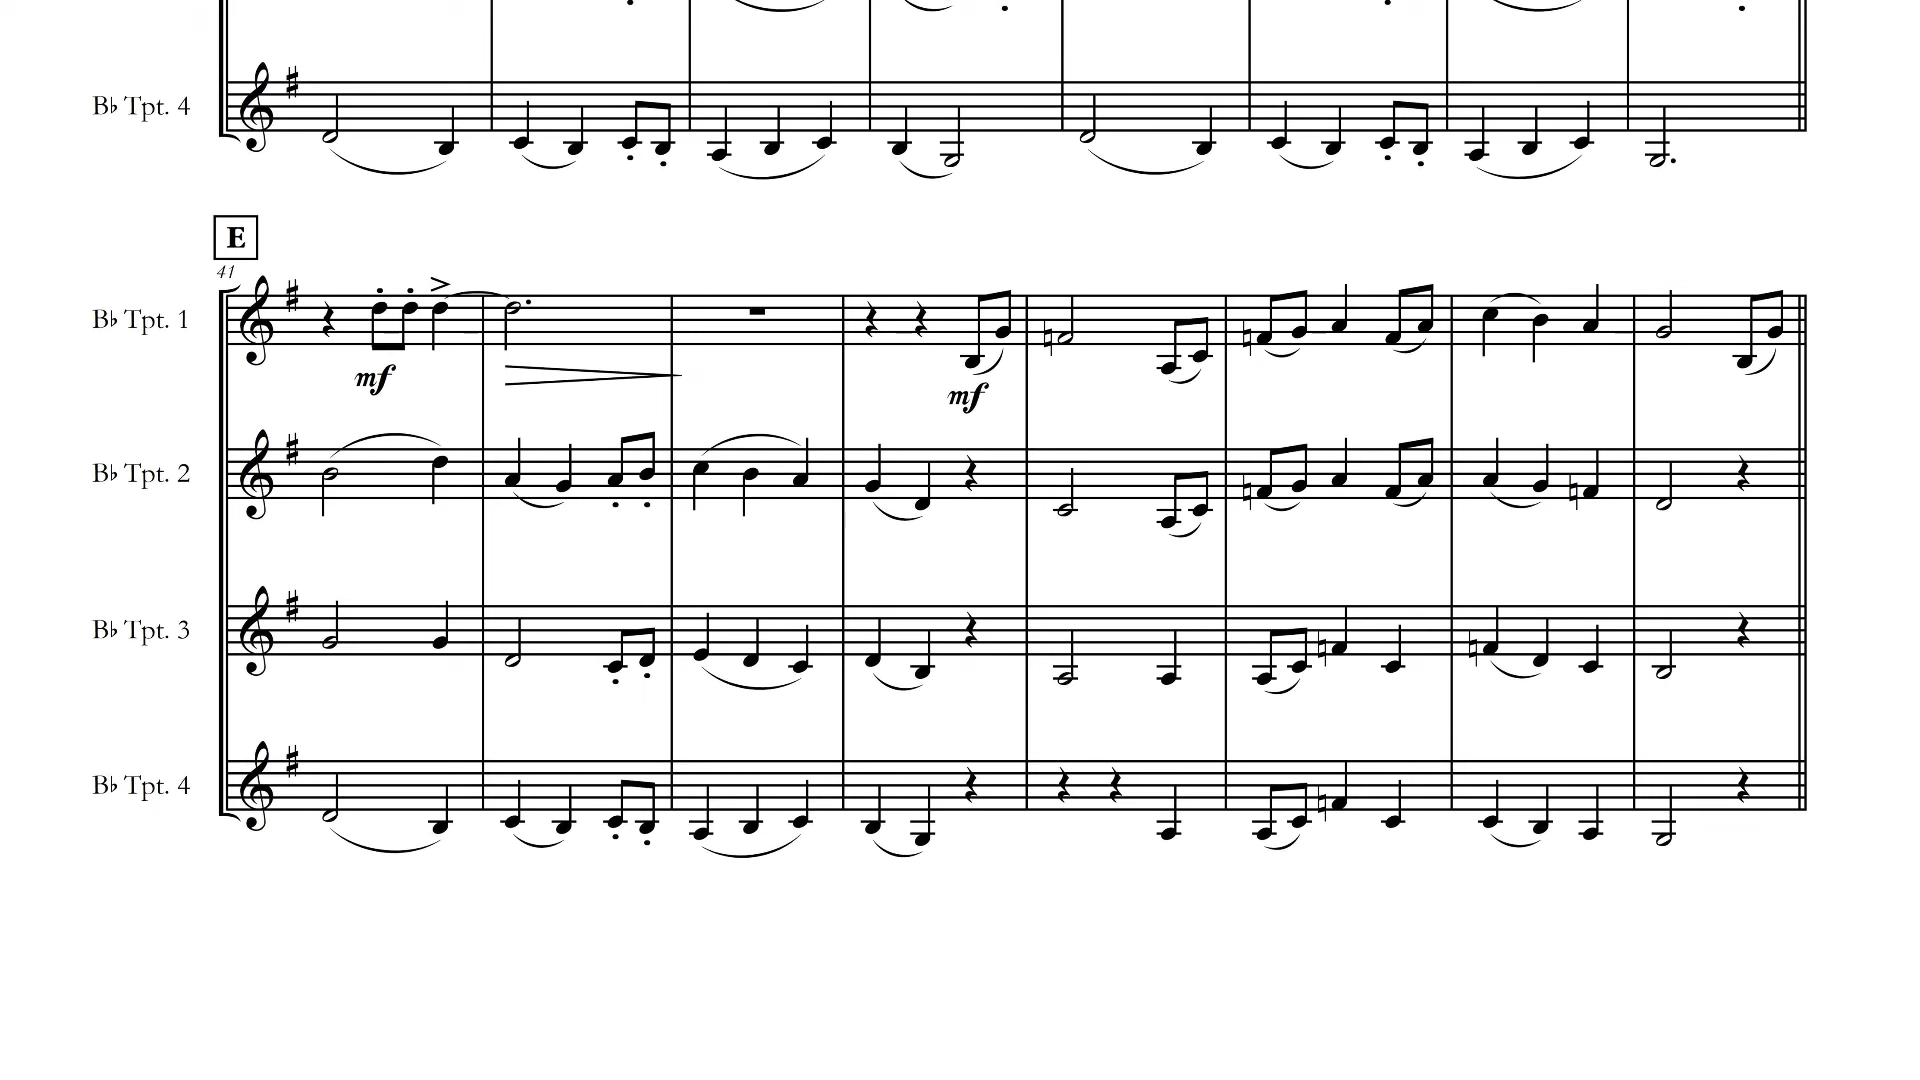 B♭ Tpt. 4
E
41
B♭ Tpt. 1
mf
mf
B♭ Tpt. 2
B♭ Tpt. 3
B♭ Tpt. 4